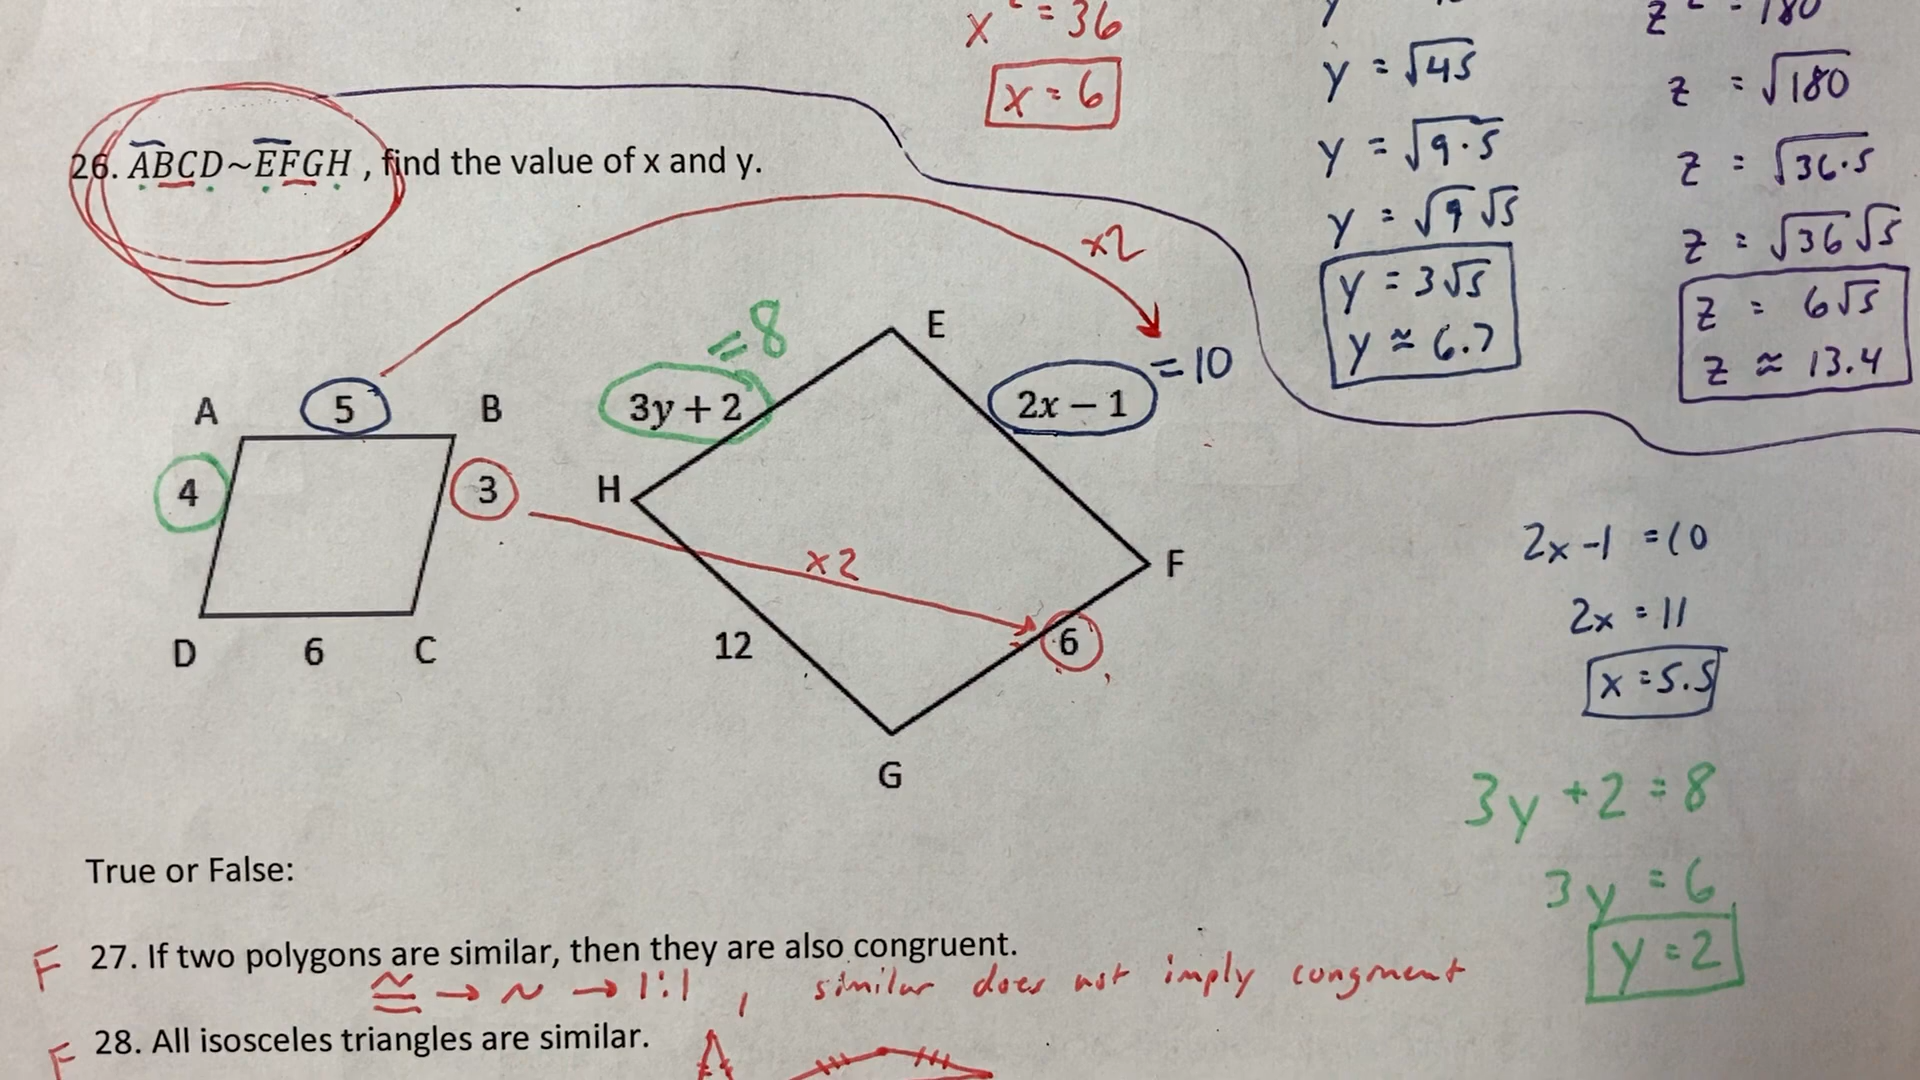 x² = 36
x = 6
y = √45
y = √9·5
y = √9 √5
y = 3√5
y ≈ 6.7
z² = 180
z = √180
z = √36·5
z = √36 √5
z = 6√5
z ≈ 13.4
26. ABCD~EFGH , find the value of x and y.
x2
= 8
E
= 10
A
5
B
3y + 2
2x − 1
4
3
H
x2
F
D
6
C
12
6
G
2x -1 = 10
2x = 11
x = 5.5
3y + 2 = 8
3y = 6
y = 2
True or False:
F 27. If two polygons are similar, then they are also congruent.
≅ → ~ → 1:1 , similar does not imply congruent
F 28. All isosceles triangles are similar.